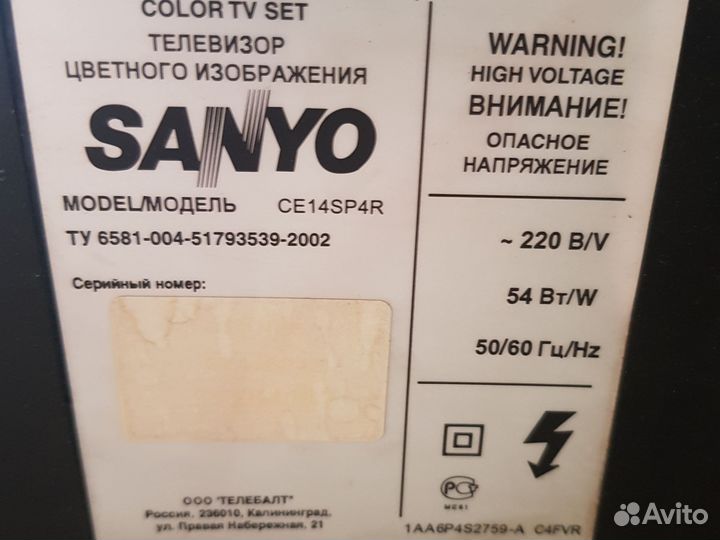 COLOR TV SET
ТЕЛЕВИЗОР
ЦВЕТНОГО ИЗОБРАЖЕНИЯ
SANYO
MODEL/МОДЕЛЬ CE14SP4R
ТУ 6581-004-51793539-2002
Серийный номер:
ООО "ТЕЛЕБАЛТ"
Россия, 236010, Калининград,
ул. Правая Набережная, 21
WARNING!
HIGH VOLTAGE
ВНИМАНИЕ!
ОПАСНОЕ
НАПРЯЖЕНИЕ
~ 220 В/V
54 Вт/W
50/60 Гц/Hz
1AA6P4S2759-A C4FVR
Avito